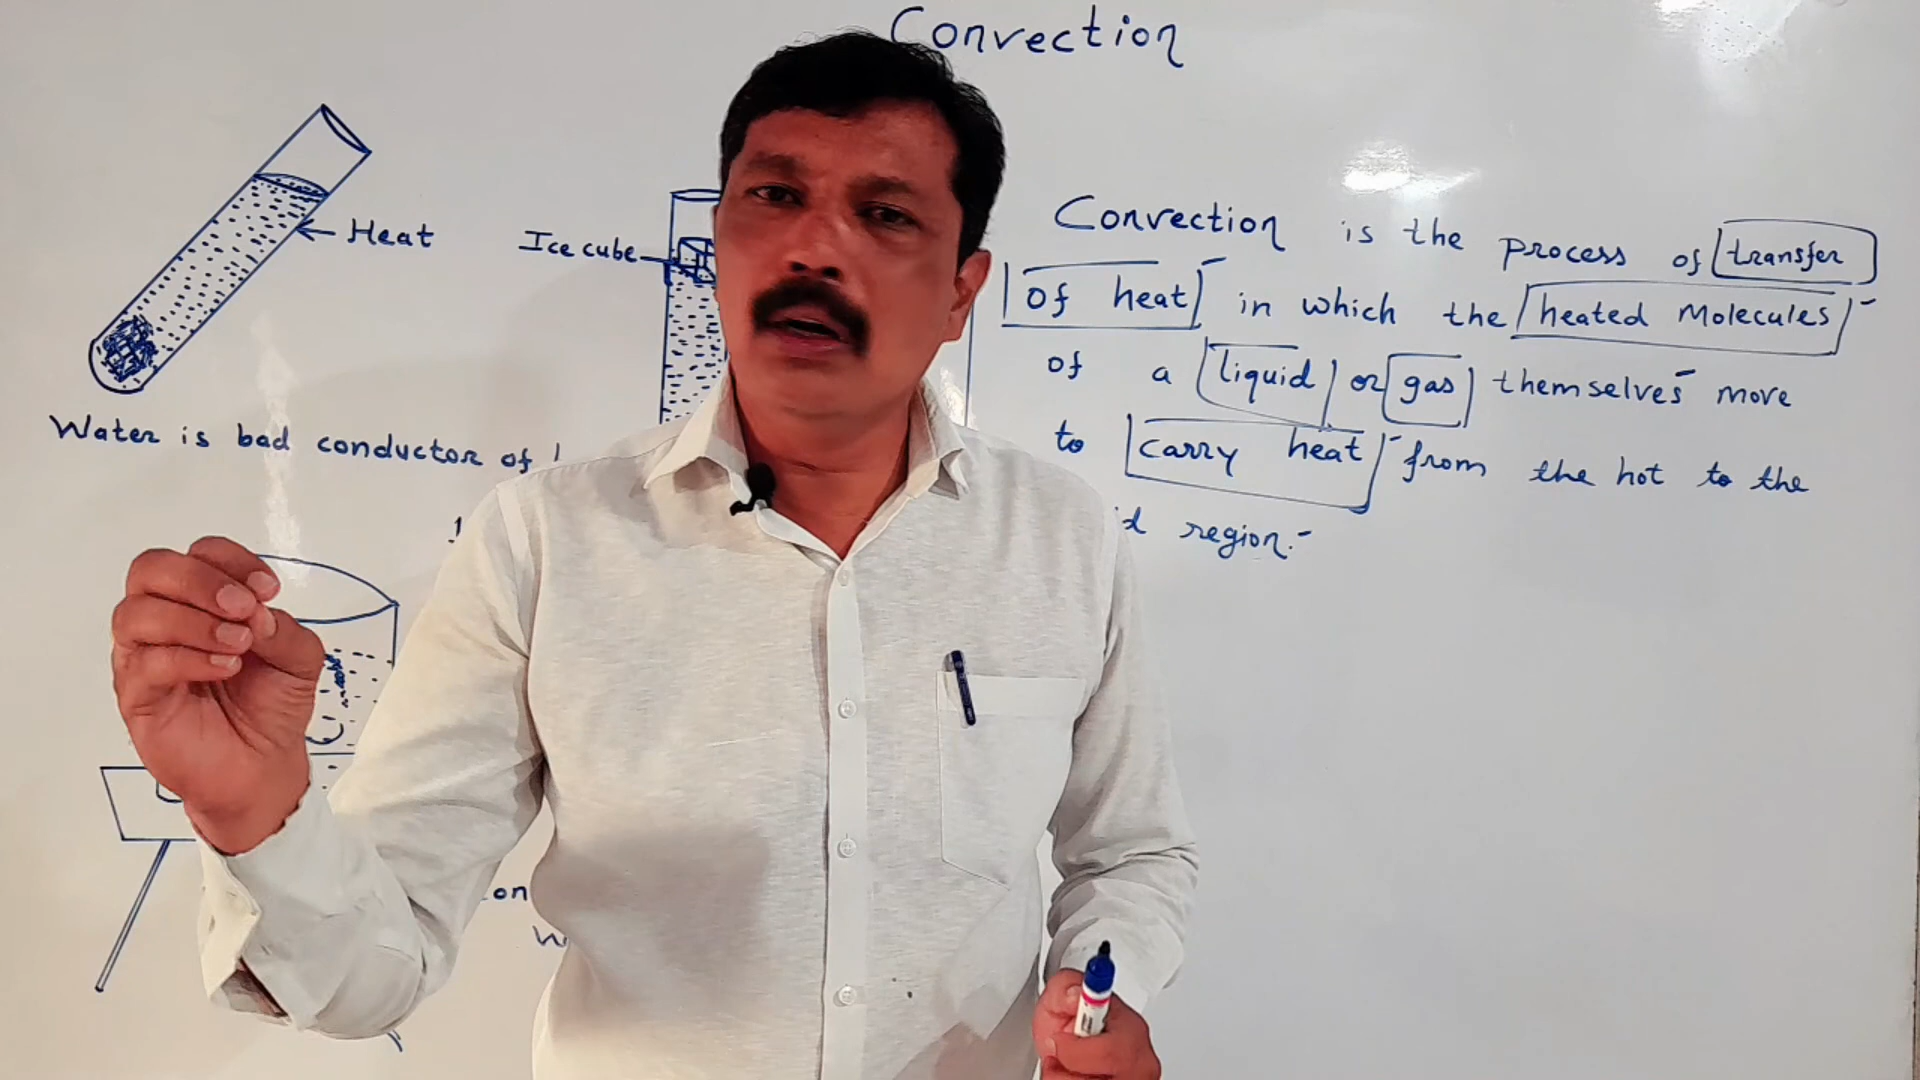 Convection
Heat
Ice cube
Water is bad conductor of
Convection is the process of transfer
of heat in which the heated Molecules
of a liquid or gas themselves move
to carry heat from the hot to the
region.